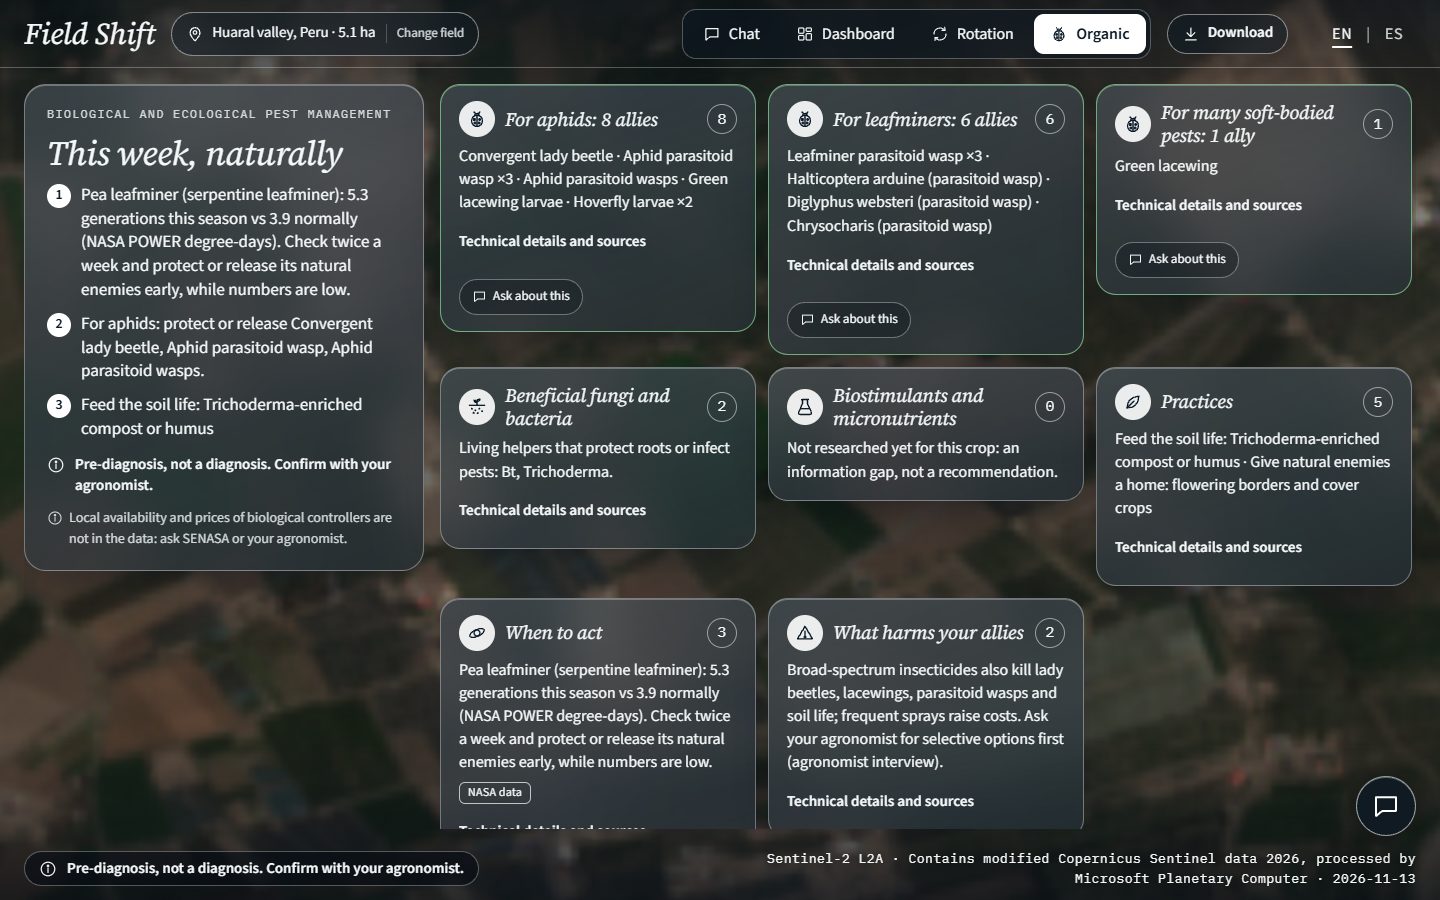 Field Shift
Huaral valley, Peru · 5.1 ha
Change field
Chat
Dashboard
Rotation
Organic
Download
EN | ES
BIOLOGICAL AND ECOLOGICAL PEST MANAGEMENT
This week, naturally
1
Pea leafminer (serpentine leafminer): 5.3
generations this season vs 3.9 normally
(NASA POWER degree-days). Check twice a
week and protect or release its natural
enemies early, while numbers are low.
2
For aphids: protect or release Convergent
lady beetle, Aphid parasitoid wasp, Aphid
parasitoid wasps.
3
Feed the soil life: Trichoderma-enriched
compost or humus
Pre-diagnosis, not a diagnosis. Confirm with your
agronomist.
Local availability and prices of biological controllers are
not in the data: ask SENASA or your agronomist.
For aphids: 8 allies
8
Convergent lady beetle · Aphid parasitoid
wasp ×3 · Aphid parasitoid wasps · Green
lacewing larvae · Hoverfly larvae ×2
Technical details and sources
Ask about this
For leafminers: 6 allies
6
Leafminer parasitoid wasp ×3 ·
Halticoptera arduine (parasitoid wasp) ·
Diglyphus websteri (parasitoid wasp) ·
Chrysocharis (parasitoid wasp)
Technical details and sources
Ask about this
For many soft-bodied
pests: 1 ally
1
Green lacewing
Technical details and sources
Ask about this
Beneficial fungi and
bacteria
2
Living helpers that protect roots or infect
pests: Bt, Trichoderma.
Technical details and sources
Biostimulants and
micronutrients
0
Not researched yet for this crop: an
information gap, not a recommendation.
Practices
5
Feed the soil life: Trichoderma-enriched
compost or humus · Give natural enemies
a home: flowering borders and cover
crops
Technical details and sources
When to act
3
Pea leafminer (serpentine leafminer): 5.3
generations this season vs 3.9 normally
(NASA POWER degree-days). Check twice
a week and protect or release its natural
enemies early, while numbers are low.
NASA data
Technical details and sources
What harms your allies
2
Broad-spectrum insecticides also kill lady
beetles, lacewings, parasitoid wasps and
soil life; frequent sprays raise costs. Ask
your agronomist for selective options first
(agronomist interview).
Technical details and sources
Pre-diagnosis, not a diagnosis. Confirm with your agronomist.
Sentinel-2 L2A · Contains modified Copernicus Sentinel data 2026, processed by
Microsoft Planetary Computer · 2026-11-13